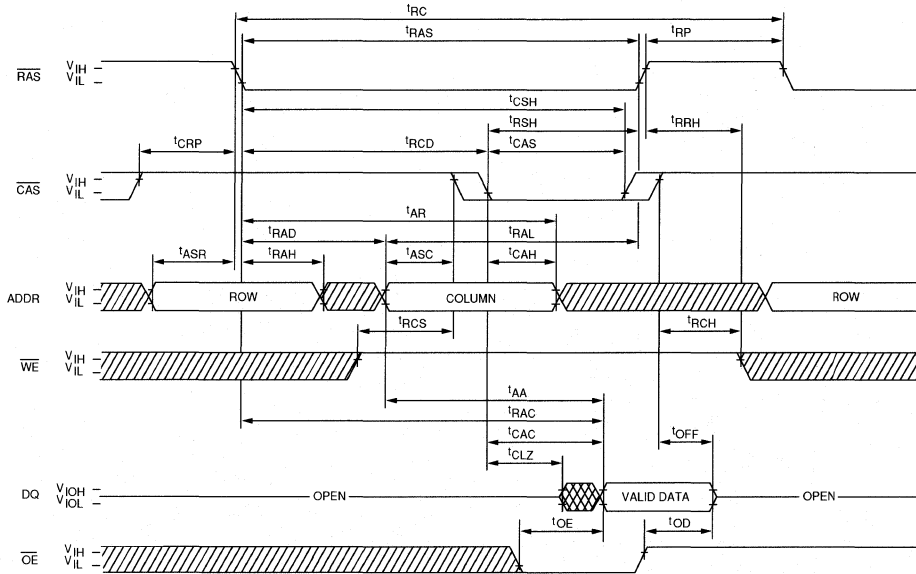 tRC
tRAS
tRP
RAS VIH
VIL
tCSH
tRSH
tRRH
tCRP
tRCD
tCAS
CAS VIH
VIL
tAR
tRAD
tRAL
tASR
tRAH
tASC
tCAH
ADDR VIH
VIL
ROW
COLUMN
ROW
tRCS
tRCH
WE VIH
VIL
tAA
tRAC
tCAC
tOFF
tCLZ
DQ VIOH
VIOL
OPEN
VALID DATA
OPEN
tOE
tOD
OE VIH
VIL